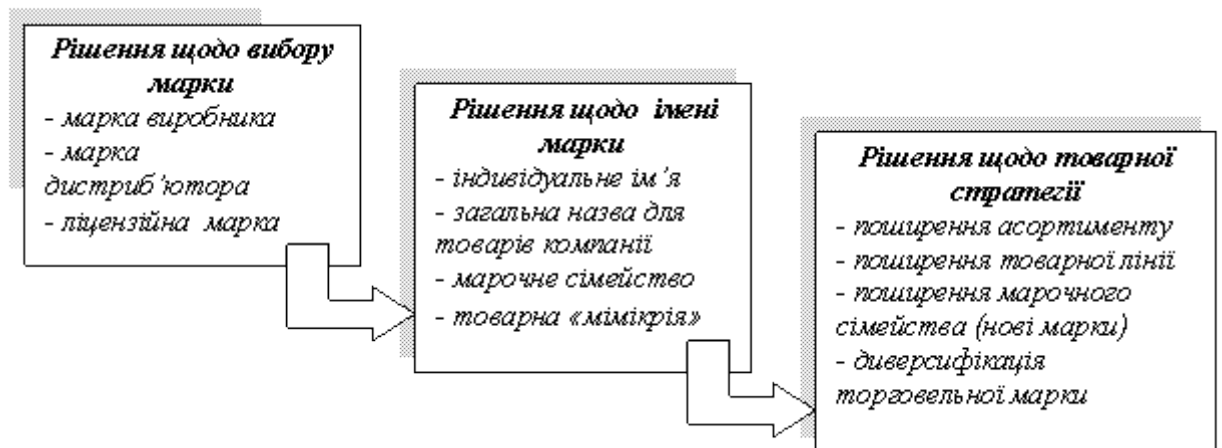 Рішення щодо вибору
марки
- марка виробника
- марка
дистриб’ютора
- ліцензійна марка
Рішення щодо імені
марки
- індивідуальне ім’я
- загальна назва для
товарів компанії
- марочне сімейство
- товарна «мімікрія»
Рішення щодо товарної
стратегії
- поширення асортименту
- поширення товарної лінії
- поширення марочного
сімейства (нові марки)
- диверсифікація
торговельної марки